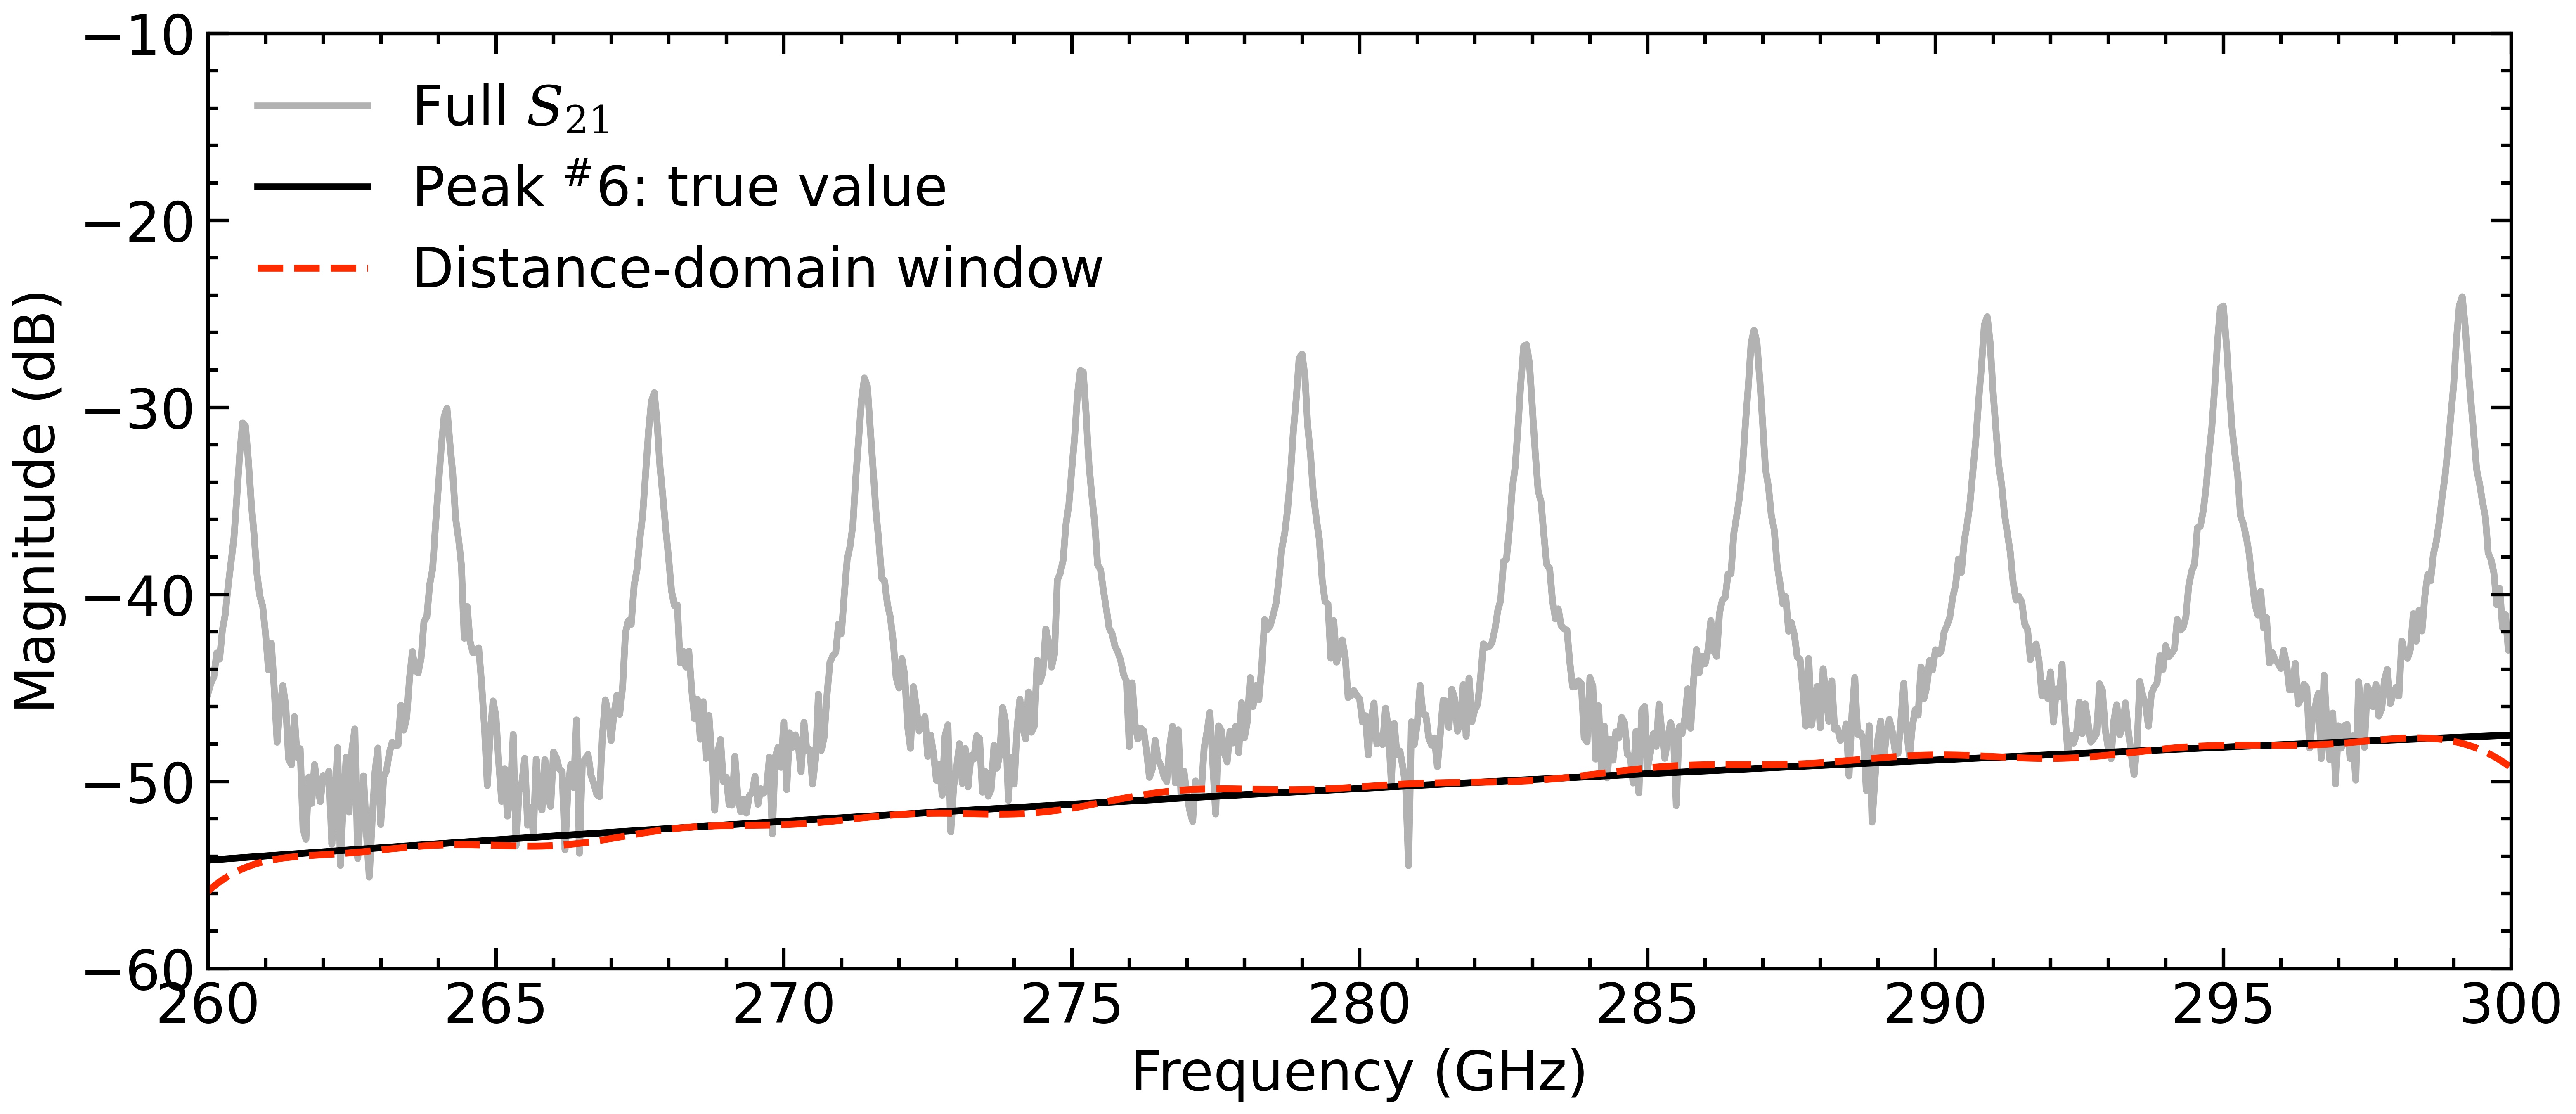 −10
−20
−30
−40
−50
−60
Magnitude (dB)
Full S₂₁
Peak #6: true value
Distance-domain window
260 265 270 275 280 285 290 295 300
Frequency (GHz)